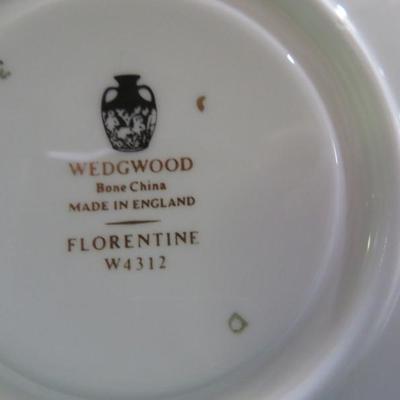 WEDGWOOD
Bone China
MADE IN ENGLAND
FLORENTINE
W4312